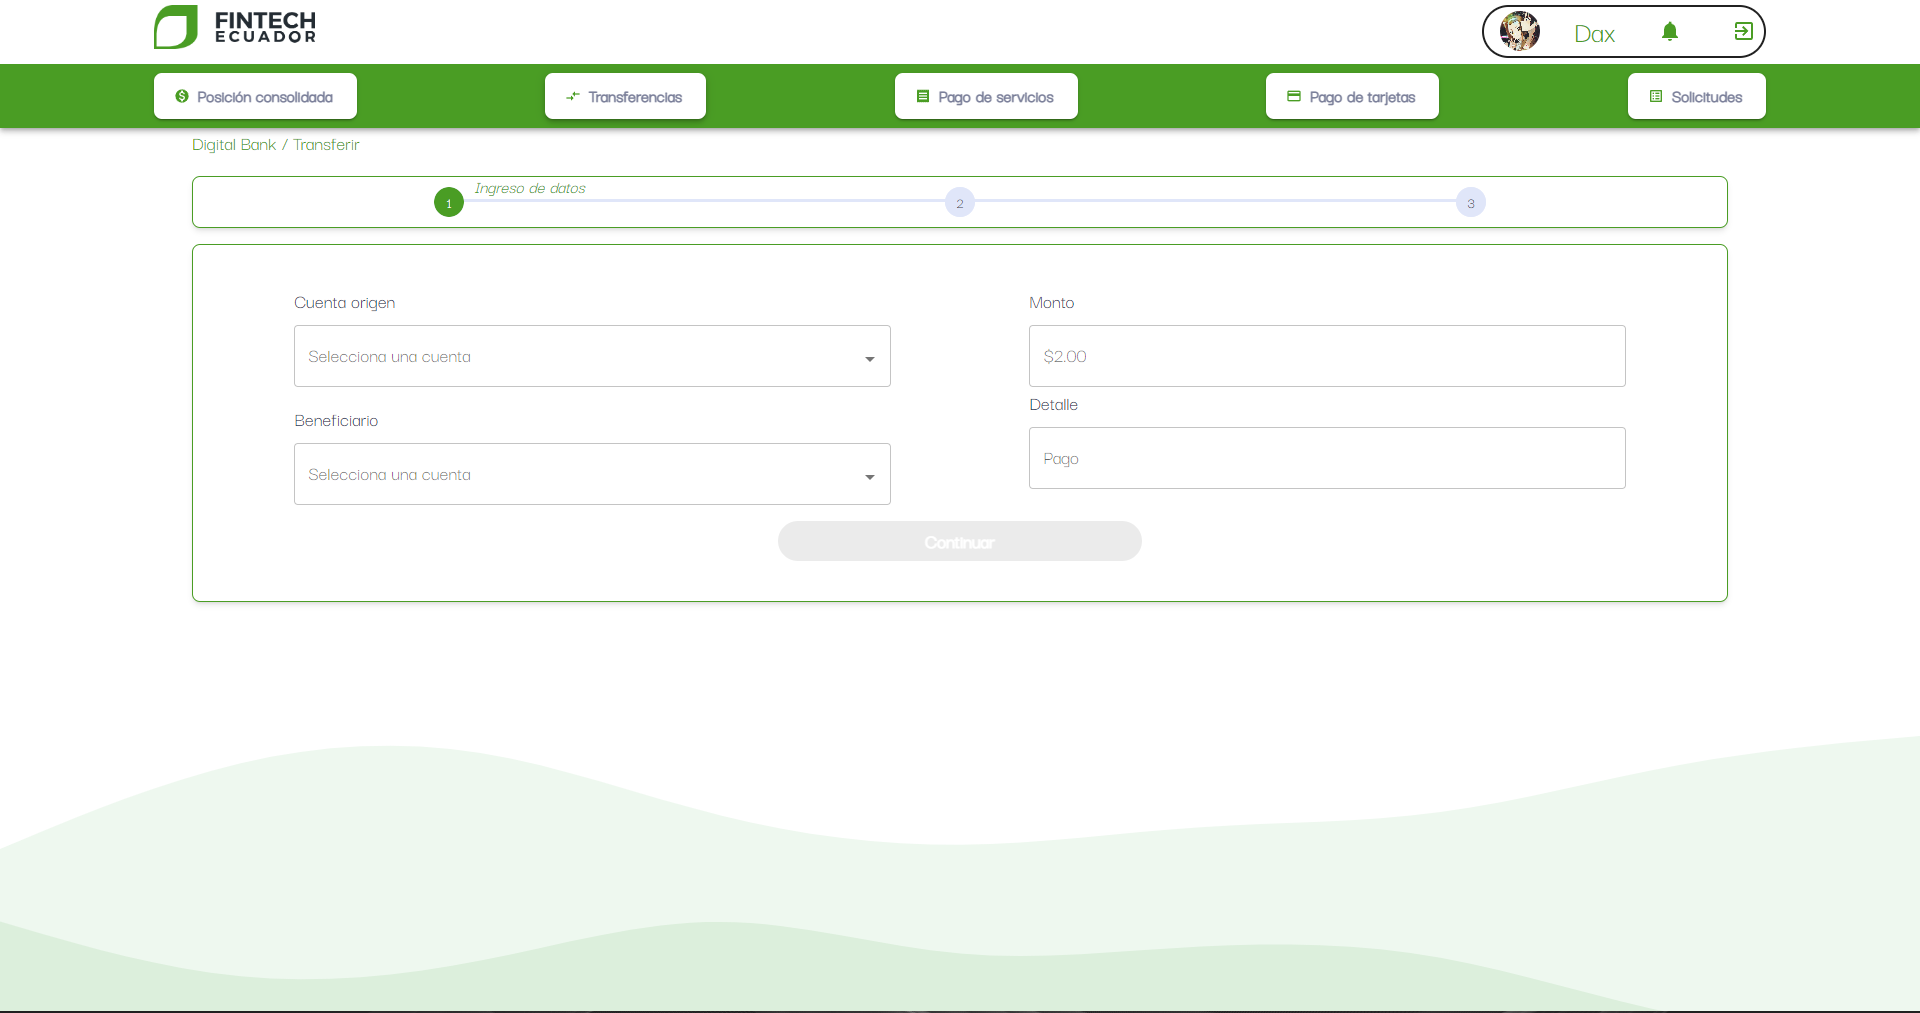 FINTECH
ECUADOR
Dax
Posición consolidada
Transferencias
Pago de servicios
Pago de tarjetas
Solicitudes
Digital Bank / Transferir
1
Ingreso de datos
2
3
Cuenta origen
Selecciona una cuenta
Beneficiario
Selecciona una cuenta
Monto
$2.00
Detalle
Pago
Continuar